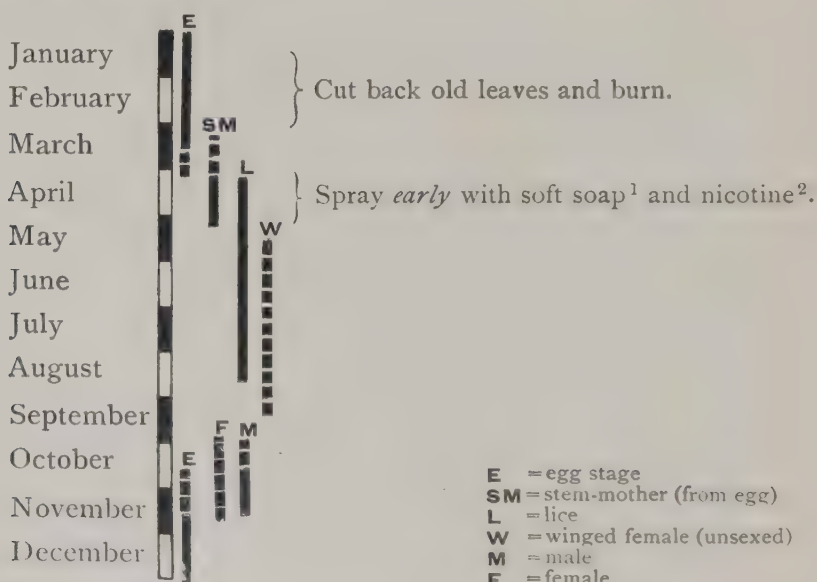 E
January
February
Cut back old leaves and burn.
SM
March
L
April
Spray early with soft soap¹ and nicotine².
W
May
June
July
August
September
F M
October
E
November
December
E =egg stage
SM=stem-mother (from egg)
L =lice
W =winged female (unsexed)
M =male
F =female